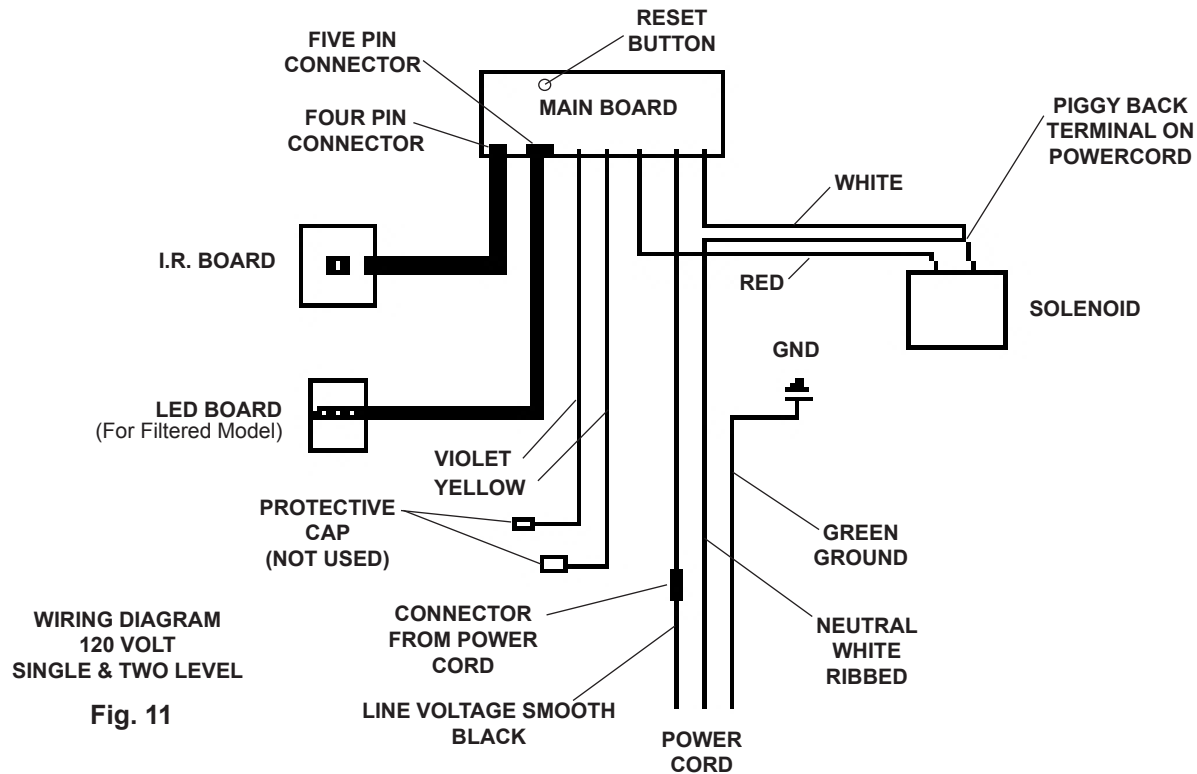 RESET
BUTTON
FIVE PIN
CONNECTOR
MAIN BOARD
FOUR PIN
CONNECTOR
PIGGY BACK
TERMINAL ON
POWERCORD
WHITE
I.R. BOARD
RED
SOLENOID
GND
LED BOARD
(For Filtered Model)
VIOLET
YELLOW
PROTECTIVE
CAP
(NOT USED)
GREEN
GROUND
CONNECTOR
FROM POWER
CORD
NEUTRAL
WHITE
RIBBED
WIRING DIAGRAM
120 VOLT
SINGLE & TWO LEVEL
Fig. 11
LINE VOLTAGE SMOOTH
BLACK
POWER
CORD